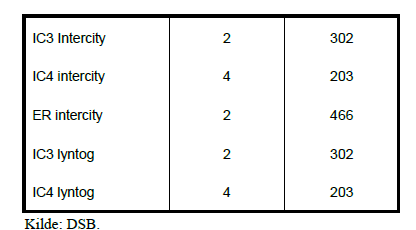 IC3 Intercity 2 302
IC4 intercity 4 203
ER intercity 2 466
IC3 lyntog 2 302
IC4 lyntog 4 203
Kilde: DSB.